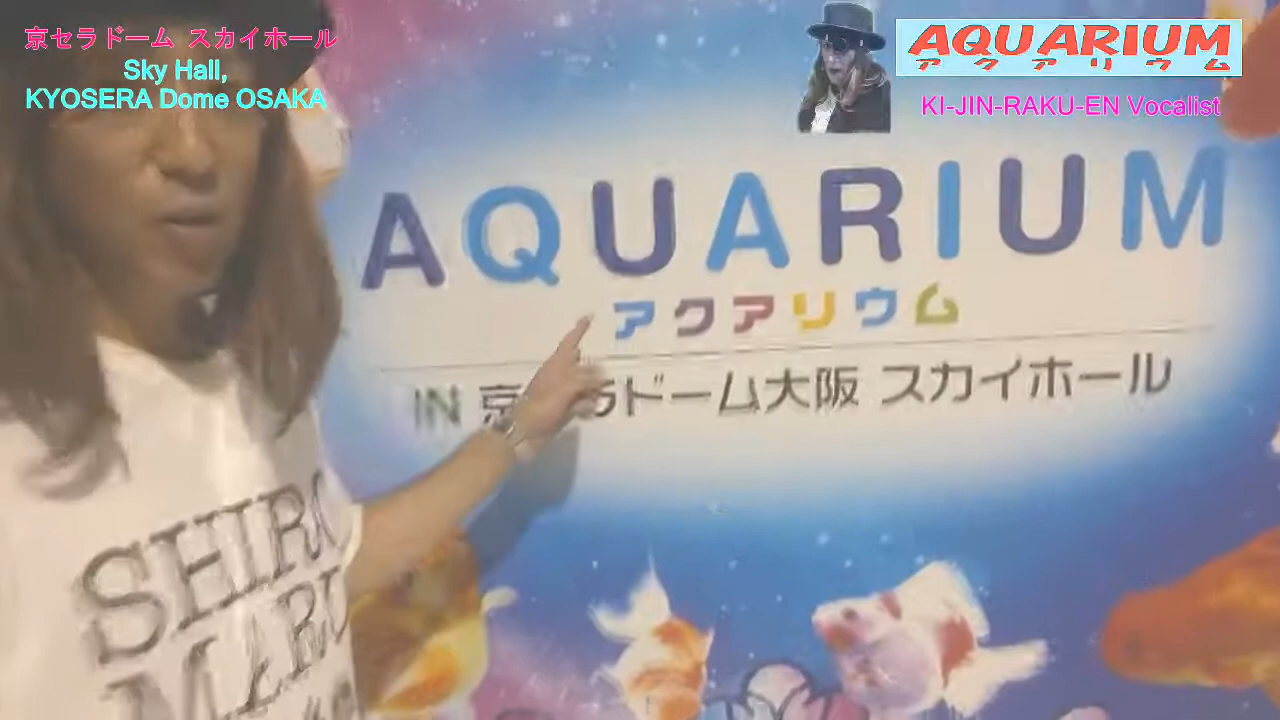 京セラドーム スカイホール
Sky Hall,
KYOSERA Dome OSAKA
AQUARIUM
アクアリウム
KI-JIN-RAKU-EN Vocalist
AQUARIUM
アクアリウム
IN 京セラドーム大阪 スカイホール
SHIRO
MARO